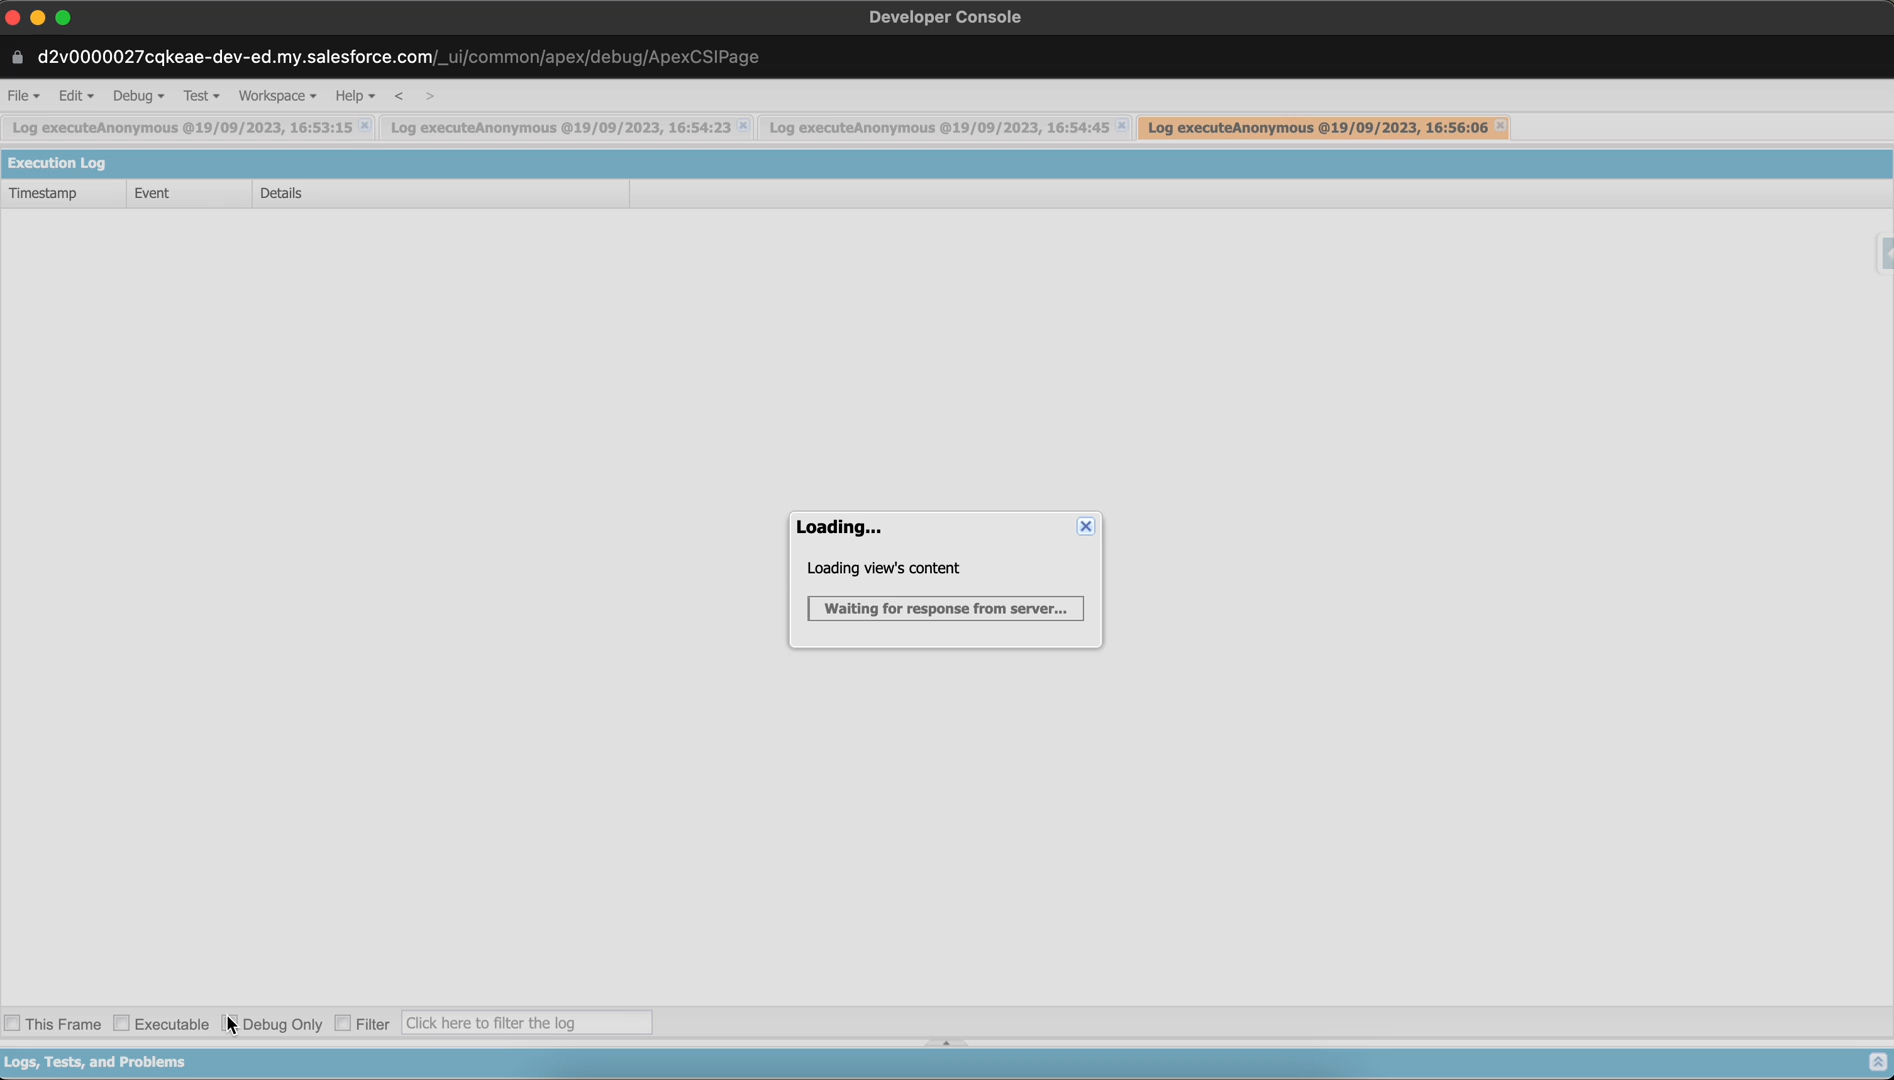 Developer Console
d2v0000027cqkeae-dev-ed.my.salesforce.com/_ui/common/apex/debug/ApexCSIPage
File Edit Debug Test Workspace Help < >
Log executeAnonymous @19/09/2023, 16:53:15 Log executeAnonymous @19/09/2023, 16:54:23 Log executeAnonymous @19/09/2023, 16:54:45 Log executeAnonymous @19/09/2023, 16:56:06
Execution Log
Timestamp Event Details
Loading...
Loading view's content
Waiting for response from server...
This Frame Executable Debug Only Filter Click here to filter the log
Logs, Tests, and Problems